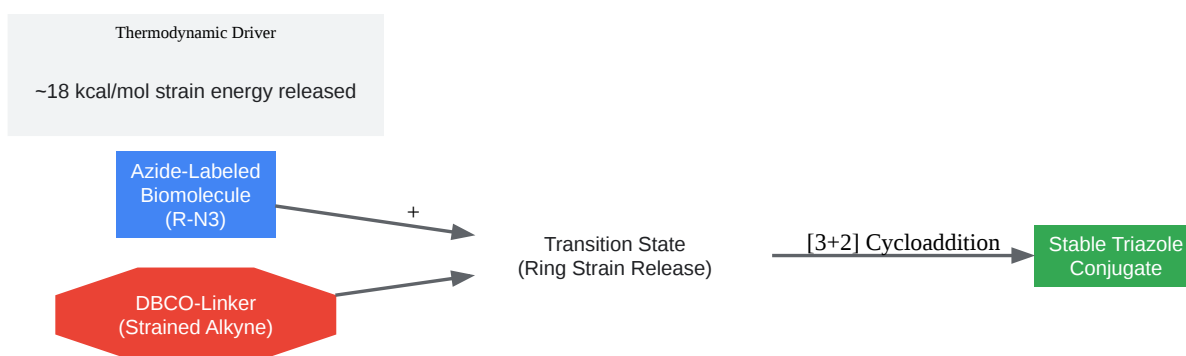 Thermodynamic Driver
~18 kcal/mol strain energy released
Azide-Labeled
Biomolecule
(R-N3)
+
DBCO-Linker
(Strained Alkyne)
Transition State
(Ring Strain Release)
[3+2] Cycloaddition
Stable Triazole
Conjugate